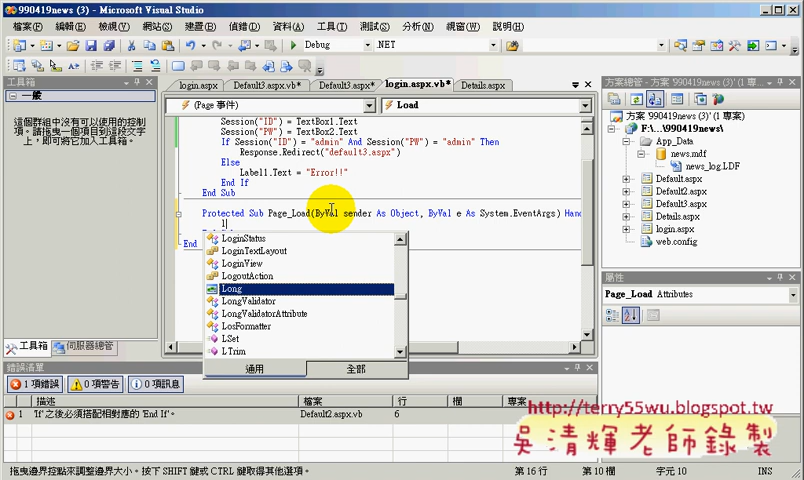 990419news (3) - Microsoft Visual Studio
檔案(F) 編輯(E) 檢視(V) 網站(S) 建置(B) 偵錯(D) 資料(A) 工具(T) 測試(S) 分析(N) 視窗(W) 說明(H)
Debug .NET
工具箱
一般
這個群組中沒有可以使用的控制
項。請拖曳一個項目到這段文字
上，即可將它加入工具箱。
工具箱 伺服器總管
login.aspx Default3.aspx.vb* Default3.aspx* login.aspx.vb* Details.aspx
(Page 事件) Load
Session("ID") = TextBox1.Text
Session("PW") = TextBox2.Text
If Session("ID") = "admin" And Session("PW") = "admin" Then
Response.Redirect("default3.aspx")
Else
Label1.Text = "Error!!"
End If
End Sub
Protected Sub Page_Load(ByVal sender As Object, ByVal e As System.EventArgs) Hand
l
End
LoginStatus
LoginTextLayout
LoginView
LogoutAction
Long
LongValidator
LongValidatorAttribute
LosFormatter
LSet
LTrim
通用 全部
方案總管 - 方案 '990419news (3)' (1 專案)
方案 '990419news (3)' (1 專案)
F:\...\990419news\
App_Data
news.mdf
news_log.LDF
Default.aspx
Default2.aspx
Default3.aspx
Details.aspx
login.aspx
web.config
屬性
Page_Load Attributes
錯誤清單
1 項錯誤 0 項警告 0 項訊息
描述 檔案 行 欄 專案
1 'If' 之後必須搭配相對應的 'End If'。 Default2.aspx.vb 6
http://terry55wu.blogspot.tw
吳清輝老師錄製
拖曳邊界控點來調整邊界大小。按下 SHIFT 鍵或 CTRL 鍵取得其他選項。 第 16 行 第 10 欄 字元 10 INS